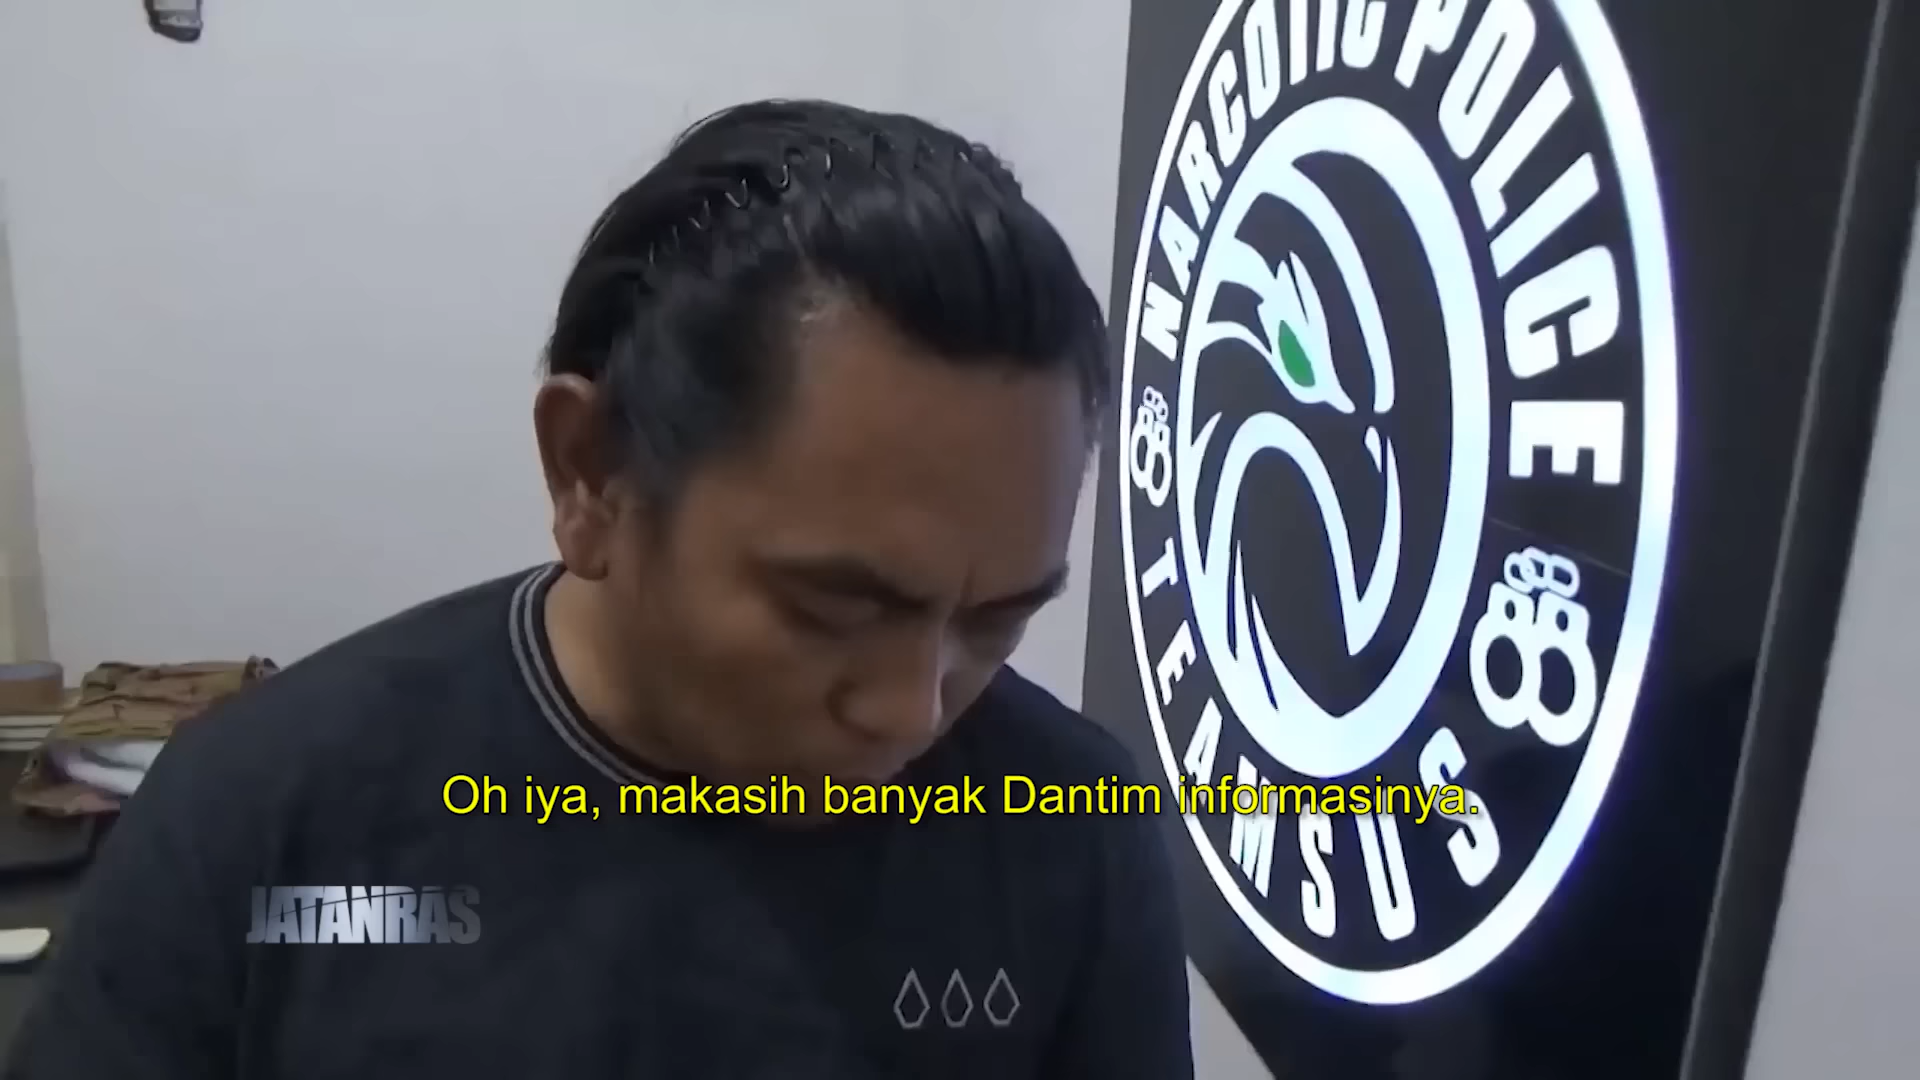 NARCOTIC POLICE
TEAMSUS
Oh iya, makasih banyak Dantim informasinya.
JATANRAS